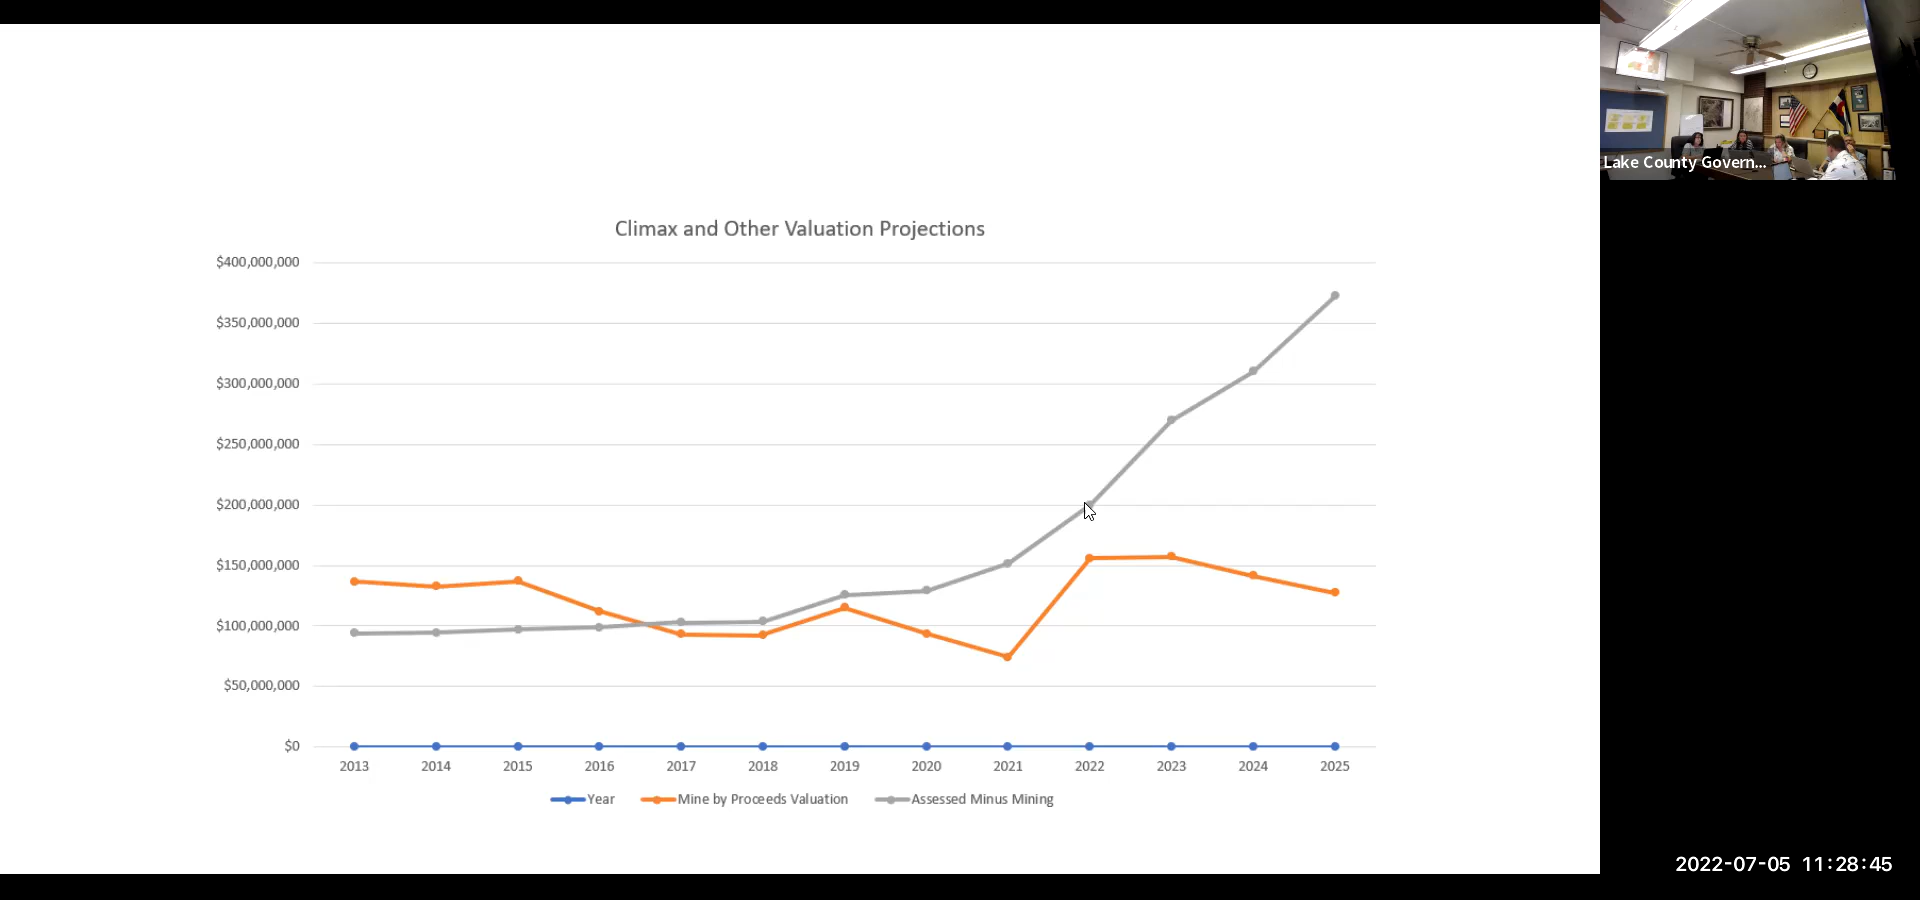 Climax and Other Valuation Projections
$400,000,000
$350,000,000
$300,000,000
$250,000,000
$200,000,000
$150,000,000
$100,000,000
$50,000,000
$0
2013 2014 2015 2016 2017 2018 2019 2020 2021 2022 2023 2024 2025
Year Mine by Proceeds Valuation Assessed Minus Mining
Lake County Govern...
2022-07-05 11:28:45